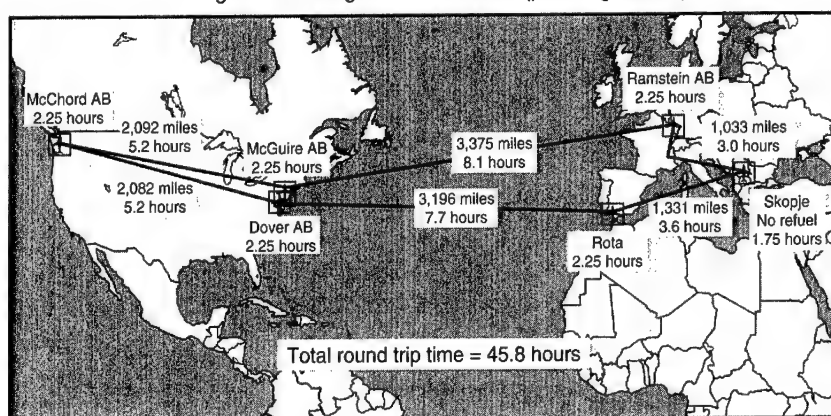 McChord AB
2.25 hours
2,092 miles
5.2 hours
McGuire AB
2.25 hours
2,082 miles
5.2 hours
Dover AB
2.25 hours
3,375 miles
8.1 hours
3,196 miles
7.7 hours
Ramstein AB
2.25 hours
1,033 miles
3.0 hours
1,331 miles
3.6 hours
Rota
2.25 hours
Skopje
No refuel
1.75 hours
Total round trip time = 45.8 hours